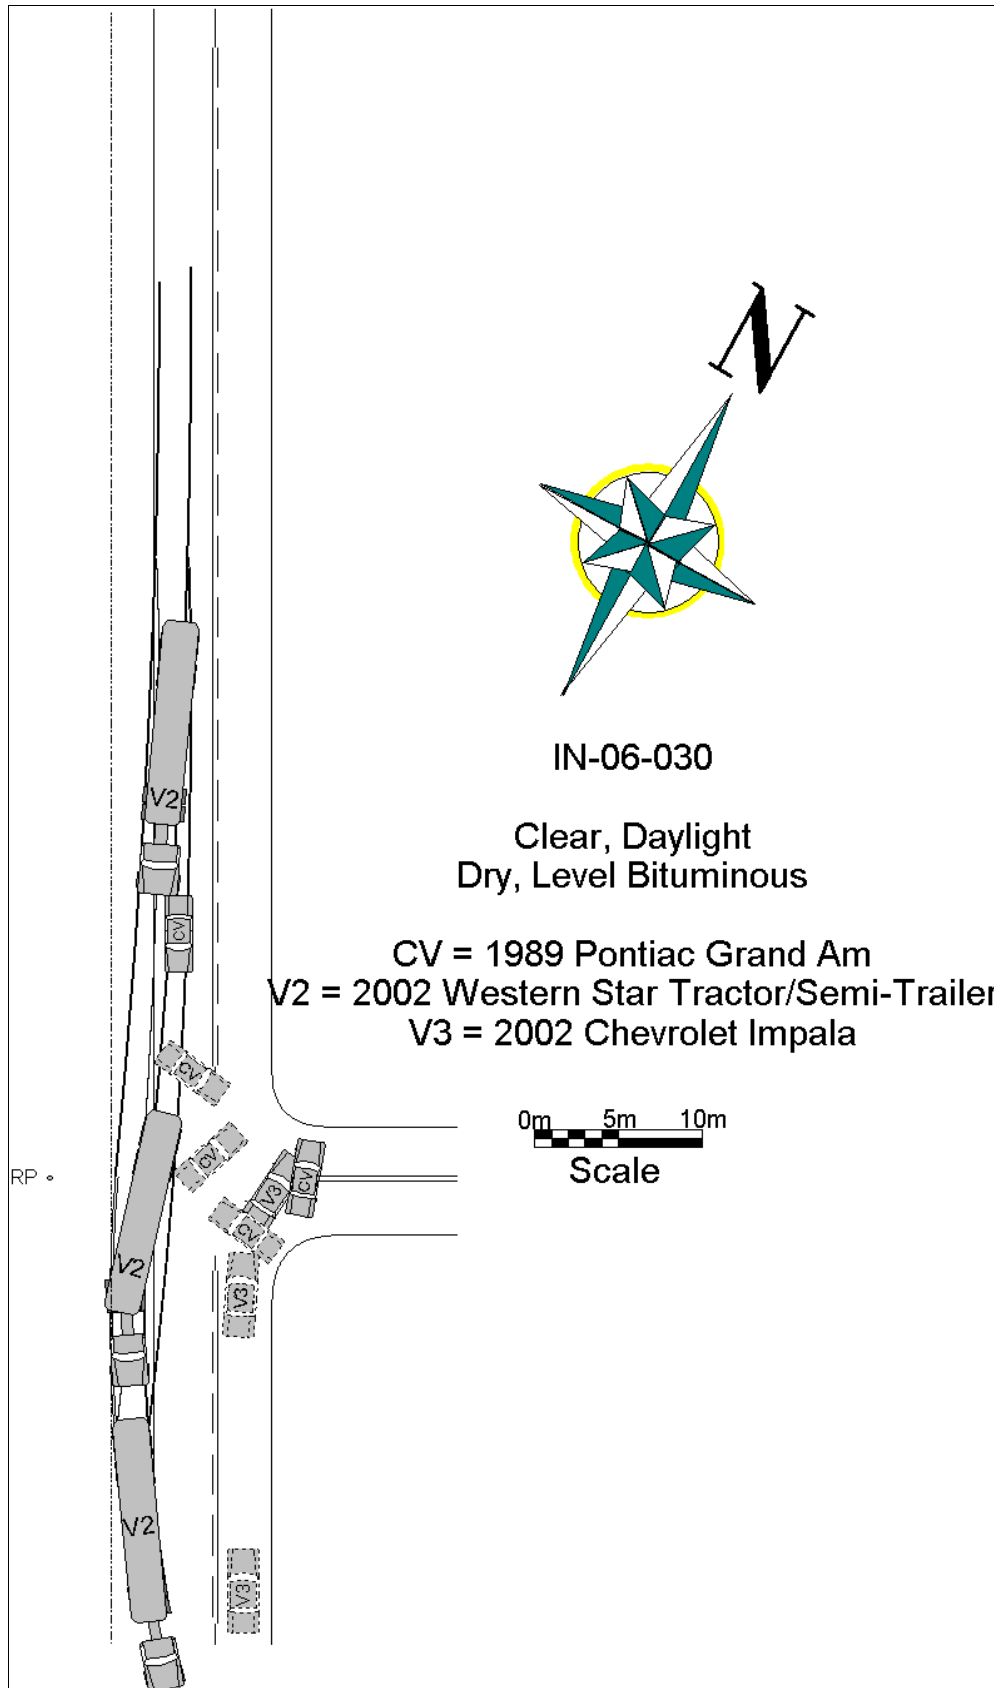 N
V2
CV
IN-06-030
Clear, Daylight
Dry, Level Bituminous
CV = 1989 Pontiac Grand Am
V2 = 2002 Western Star Tractor/Semi-Trailer
V3 = 2002 Chevrolet Impala
CV
0m 5m 10m
Scale
CV
RP
V3
CV
CV
V2
V3
V2
V3